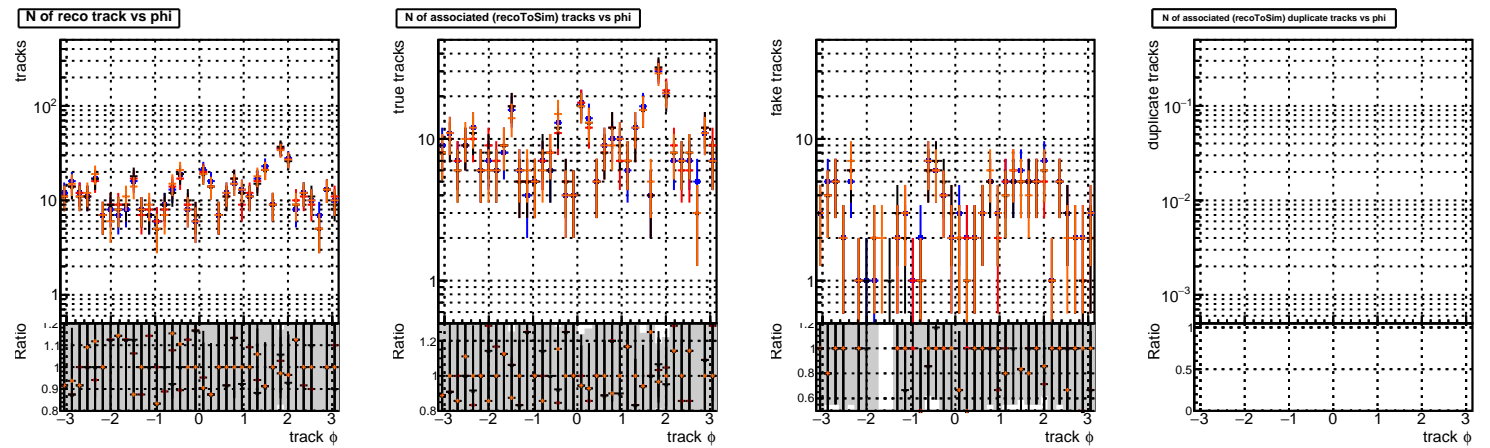 N of reco track vs phi
tracks
10²
10
1
Ratio
1.2
1.1
1
0.9
0.8
−3 −2 −1 0 1 2 3
track ϕ
N of associated (recoToSim) tracks vs phi
true tracks
10
1
Ratio
1.2
1
0.8
−3 −2 −1 0 1 2 3
track ϕ
fake tracks
10
1
Ratio
1.2
1
0.8
0.6
−3 −2 −1 0 1 2 3
track ϕ
N of associated (recoToSim) duplicate tracks vs phi
duplicate tracks
10⁻¹
10⁻²
10⁻³
Ratio
1
0.5
0
−3 −2 −1 0 1 2 3
track ϕ